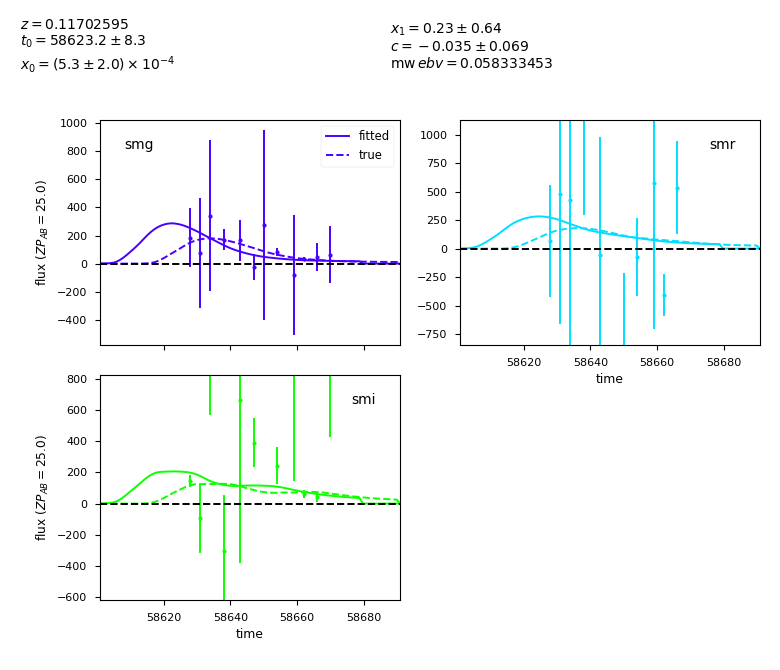 z = 0.11702595
t₀ = 58623.2 ± 8.3
x₀ = (5.3 ± 2.0) × 10⁻⁴
x₁ = 0.23 ± 0.64
c = −0.035 ± 0.069
mw ebv = 0.058333453
smg
fitted
true
1000
800
600
400
200
0
−200
−400
flux (ZP_AB = 25.0)
smr
1000
750
500
250
0
−250
−500
−750
58620 58640 58660 58680
time
smi
800
600
400
200
0
−200
−400
−600
flux (ZP_AB = 25.0)
58620 58640 58660 58680
time